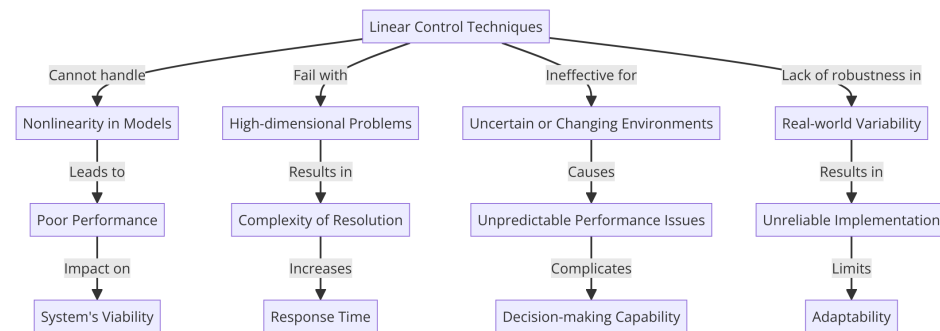 Linear Control Techniques
Cannot handle
Fail with
Ineffective for
Lack of robustness in
Nonlinearity in Models
High-dimensional Problems
Uncertain or Changing Environments
Real-world Variability
Leads to
Results in
Causes
Results in
Poor Performance
Complexity of Resolution
Unpredictable Performance Issues
Unreliable Implementation
Impact on
Increases
Complicates
Limits
System's Viability
Response Time
Decision-making Capability
Adaptability